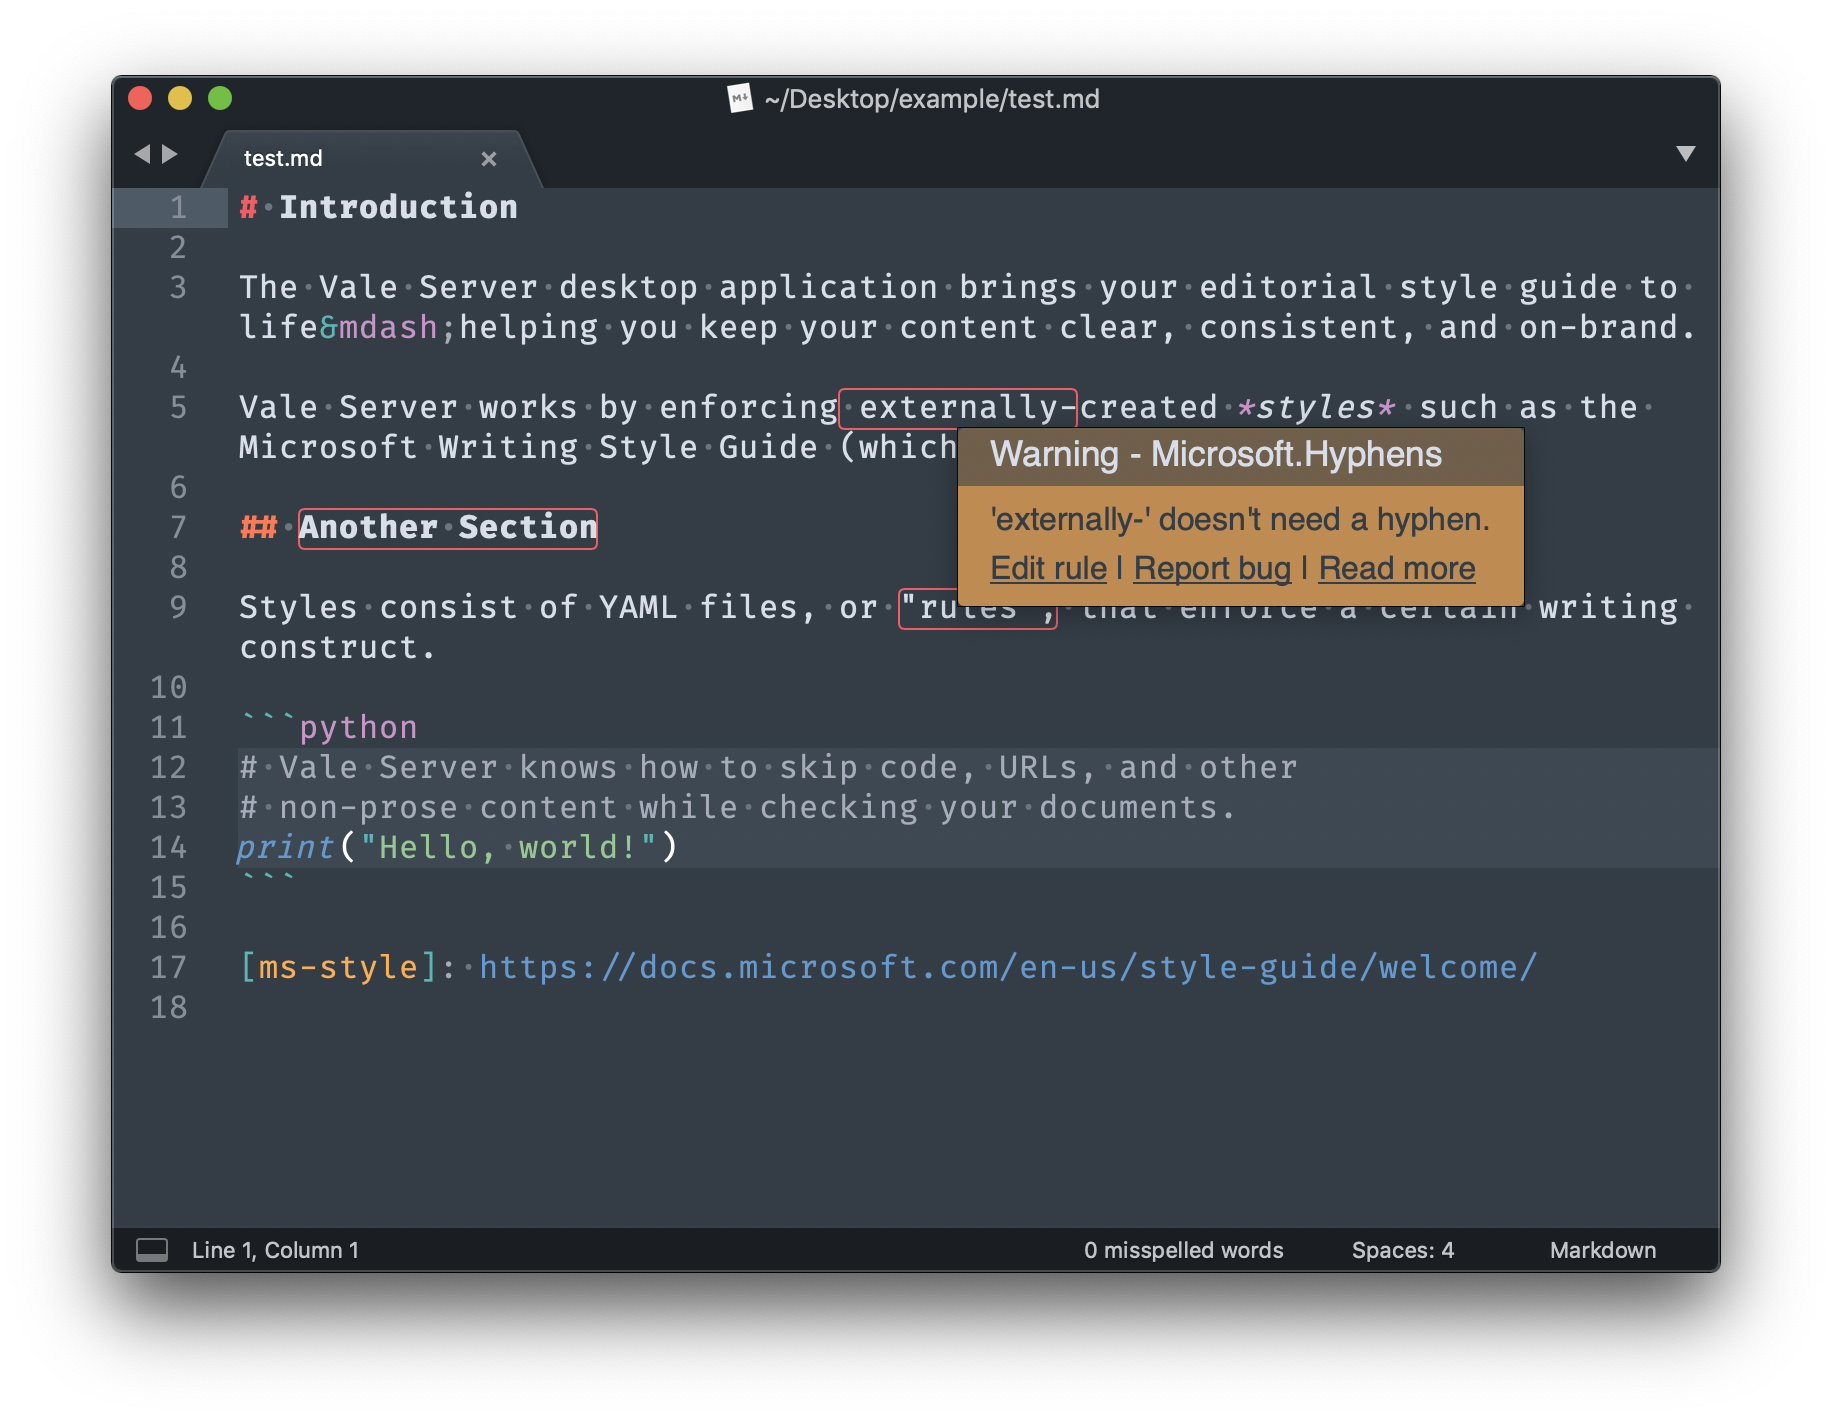 ~/Desktop/example/test.md
test.md
1 # Introduction
2
3 The Vale Server desktop application brings your editorial style guide to
life&mdash;helping you keep your content clear, consistent, and on-brand.
4
5 Vale Server works by enforcing externally-created *styles* such as the
Microsoft Writing Style Guide (which
Warning - Microsoft.Hyphens
'externally-' doesn't need a hyphen.
Edit rule | Report bug | Read more
6
7 ## Another Section
8
9 Styles consist of YAML files, or "rules", that enforce a certain writing
construct.
10
11 ```python
12 # Vale Server knows how to skip code, URLs, and other
13 # non-prose content while checking your documents.
14 print("Hello, world!")
15 ```
16
17 [ms-style]: https://docs.microsoft.com/en-us/style-guide/welcome/
18
Line 1, Column 1
0 misspelled words
Spaces: 4
Markdown